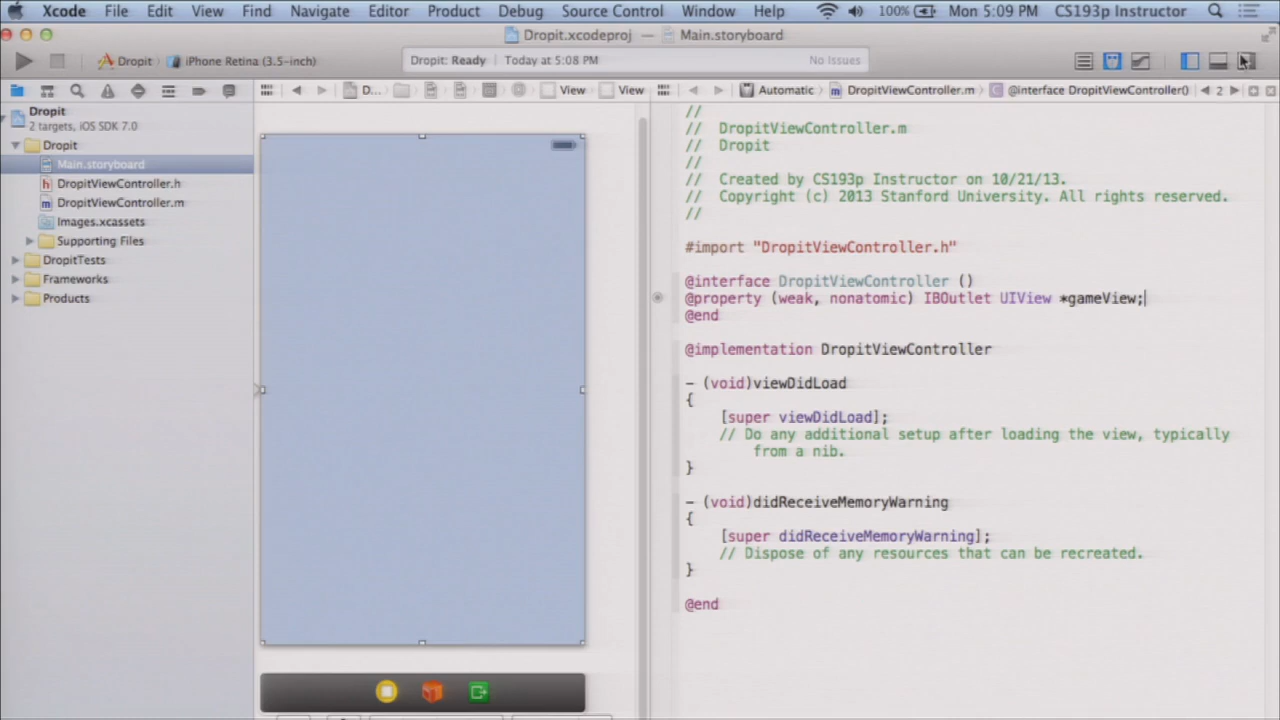 Xcode File Edit View Find Navigate Editor Product Debug Source Control Window Help 100% Mon 5:09 PM CS193p Instructor
Dropit.xcodeproj — Main.storyboard
Dropit iPhone Retina (3.5-inch) Dropit: Ready Today at 5:08 PM No Issues
D... View View Automatic DropitViewController.m @interface DropitViewController() 2
Dropit
2 targets, iOS SDK 7.0
Dropit
Main.storyboard
DropitViewController.h
DropitViewController.m
Images.xcassets
Supporting Files
DropitTests
Frameworks
Products
//
// DropitViewController.m
// Dropit
//
// Created by CS193p Instructor on 10/21/13.
// Copyright (c) 2013 Stanford University. All rights reserved.
//
#import "DropitViewController.h"
@interface DropitViewController ()
@property (weak, nonatomic) IBOutlet UIView *gameView;
@end
@implementation DropitViewController
- (void)viewDidLoad
{
[super viewDidLoad];
// Do any additional setup after loading the view, typically
from a nib.
}
- (void)didReceiveMemoryWarning
{
[super didReceiveMemoryWarning];
// Dispose of any resources that can be recreated.
}
@end